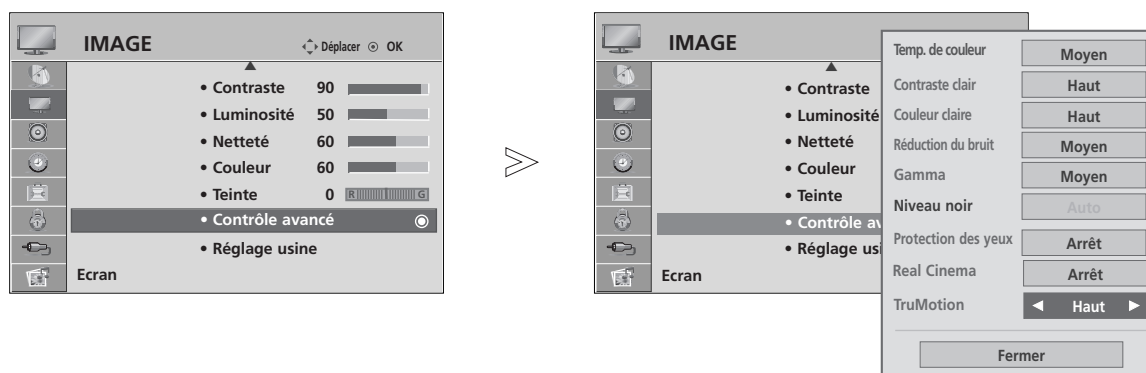 IMAGE
Déplacer OK
• Contraste 90
• Luminosité 50
• Netteté 60
• Couleur 60
• Teinte 0 R G
• Contrôle avancé
• Réglage usine
Ecran
IMAGE
• Contraste
• Luminosité
• Netteté
• Couleur
• Teinte
• Contrôle av
• Réglage usi
Ecran
Temp. de couleur Moyen
Contraste clair Haut
Couleur claire Haut
Réduction du bruit Moyen
Gamma Moyen
Niveau noir Auto
Protection des yeux Arrêt
Real Cinema Arrêt
TruMotion ◄ Haut ►
Fermer